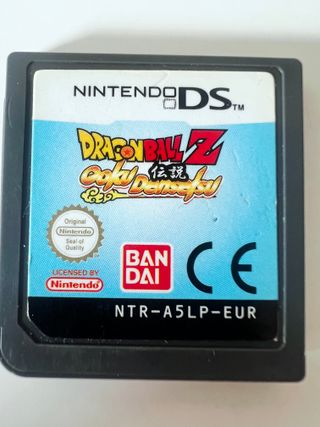 NINTENDO DS™
DRAGON BALL Z
Goku Densetsu
伝説
Original
Nintendo
Seal of
Quality
LICENSED BY
Nintendo
BAN
DAI
CE
NTR-A5LP-EUR